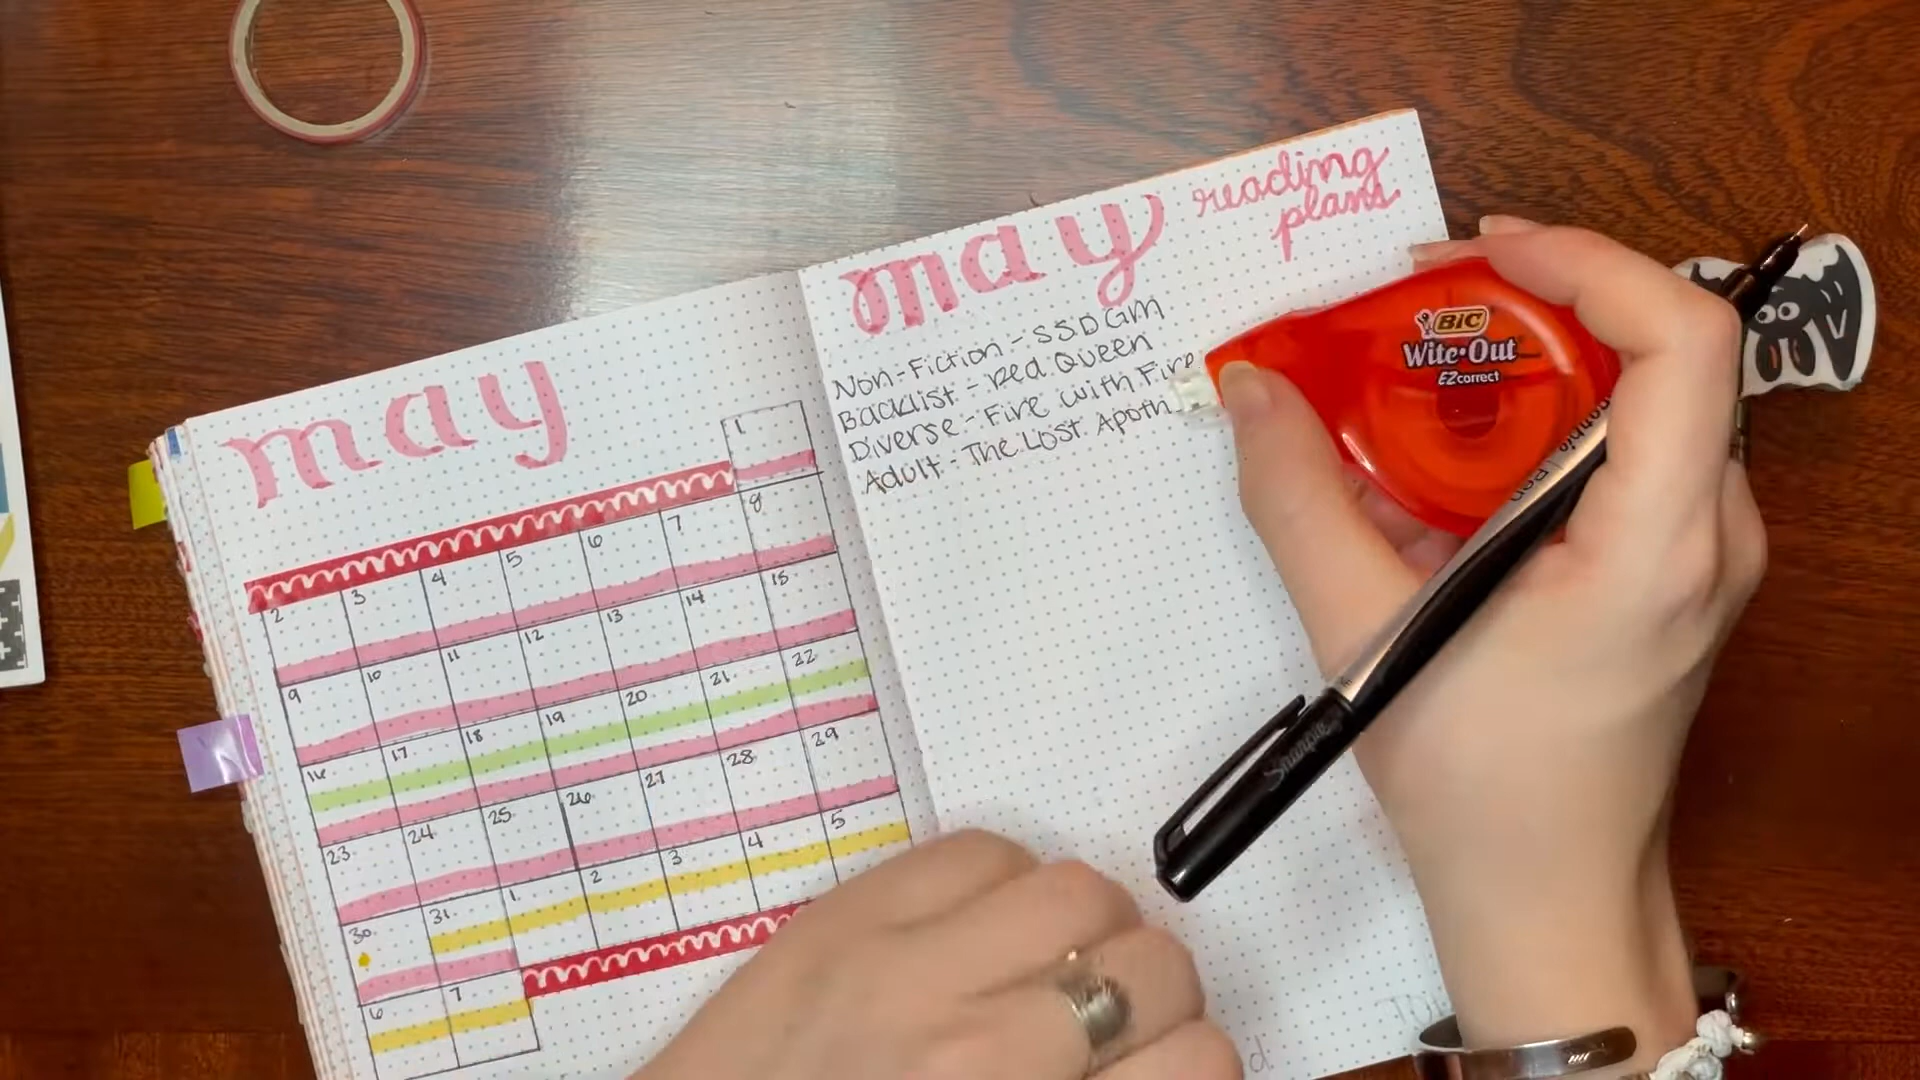 may
1
2 3 4 5 6 7 8
9 10 11 12 13 14 15
16 17 18 19 20 21 22
23 24 25 26 27 28 29
30 31 1 2 3 4 5
6 7
may reading
plans
Non-Fiction - SSDGM
Backlist - Red Queen
Diverse - Fire with Fire
Adult - The Lost Apoth
BIC
Wite·Out
EZcorrect
Sharpie
Pen